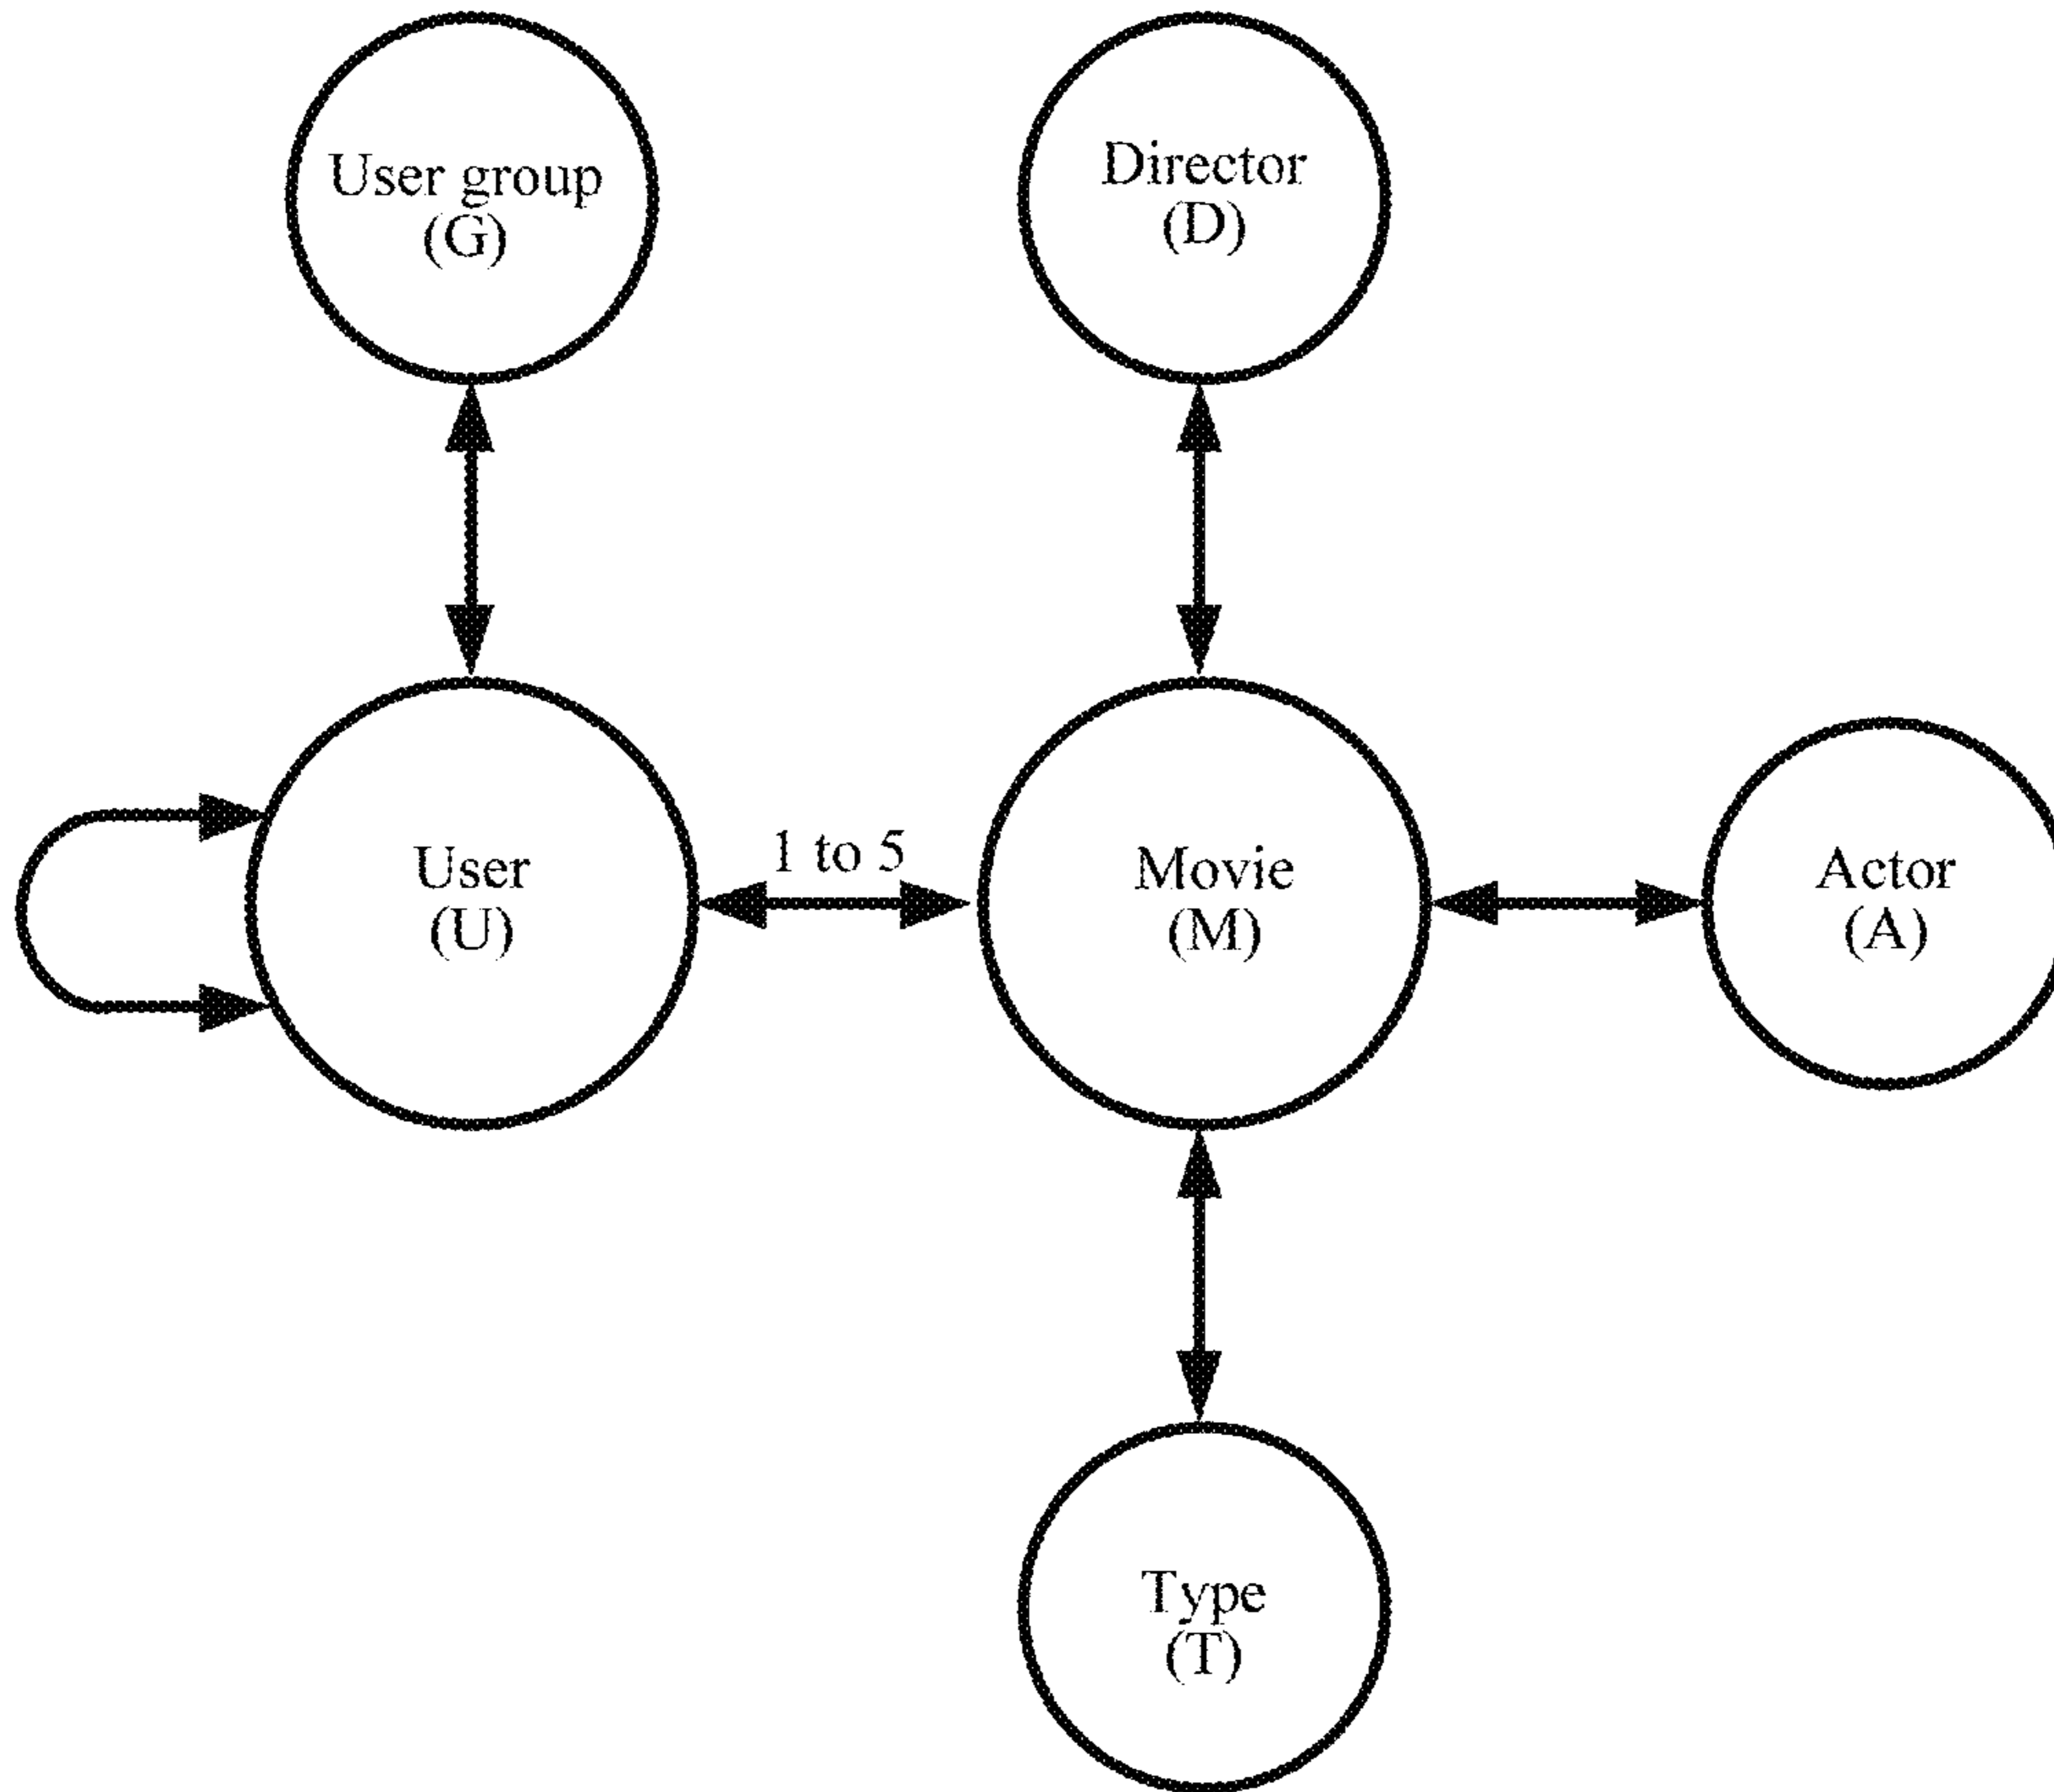 User group
(G)
Director
(D)
User
(U)
1 to 5
Movie
(M)
Actor
(A)
Type
(T)